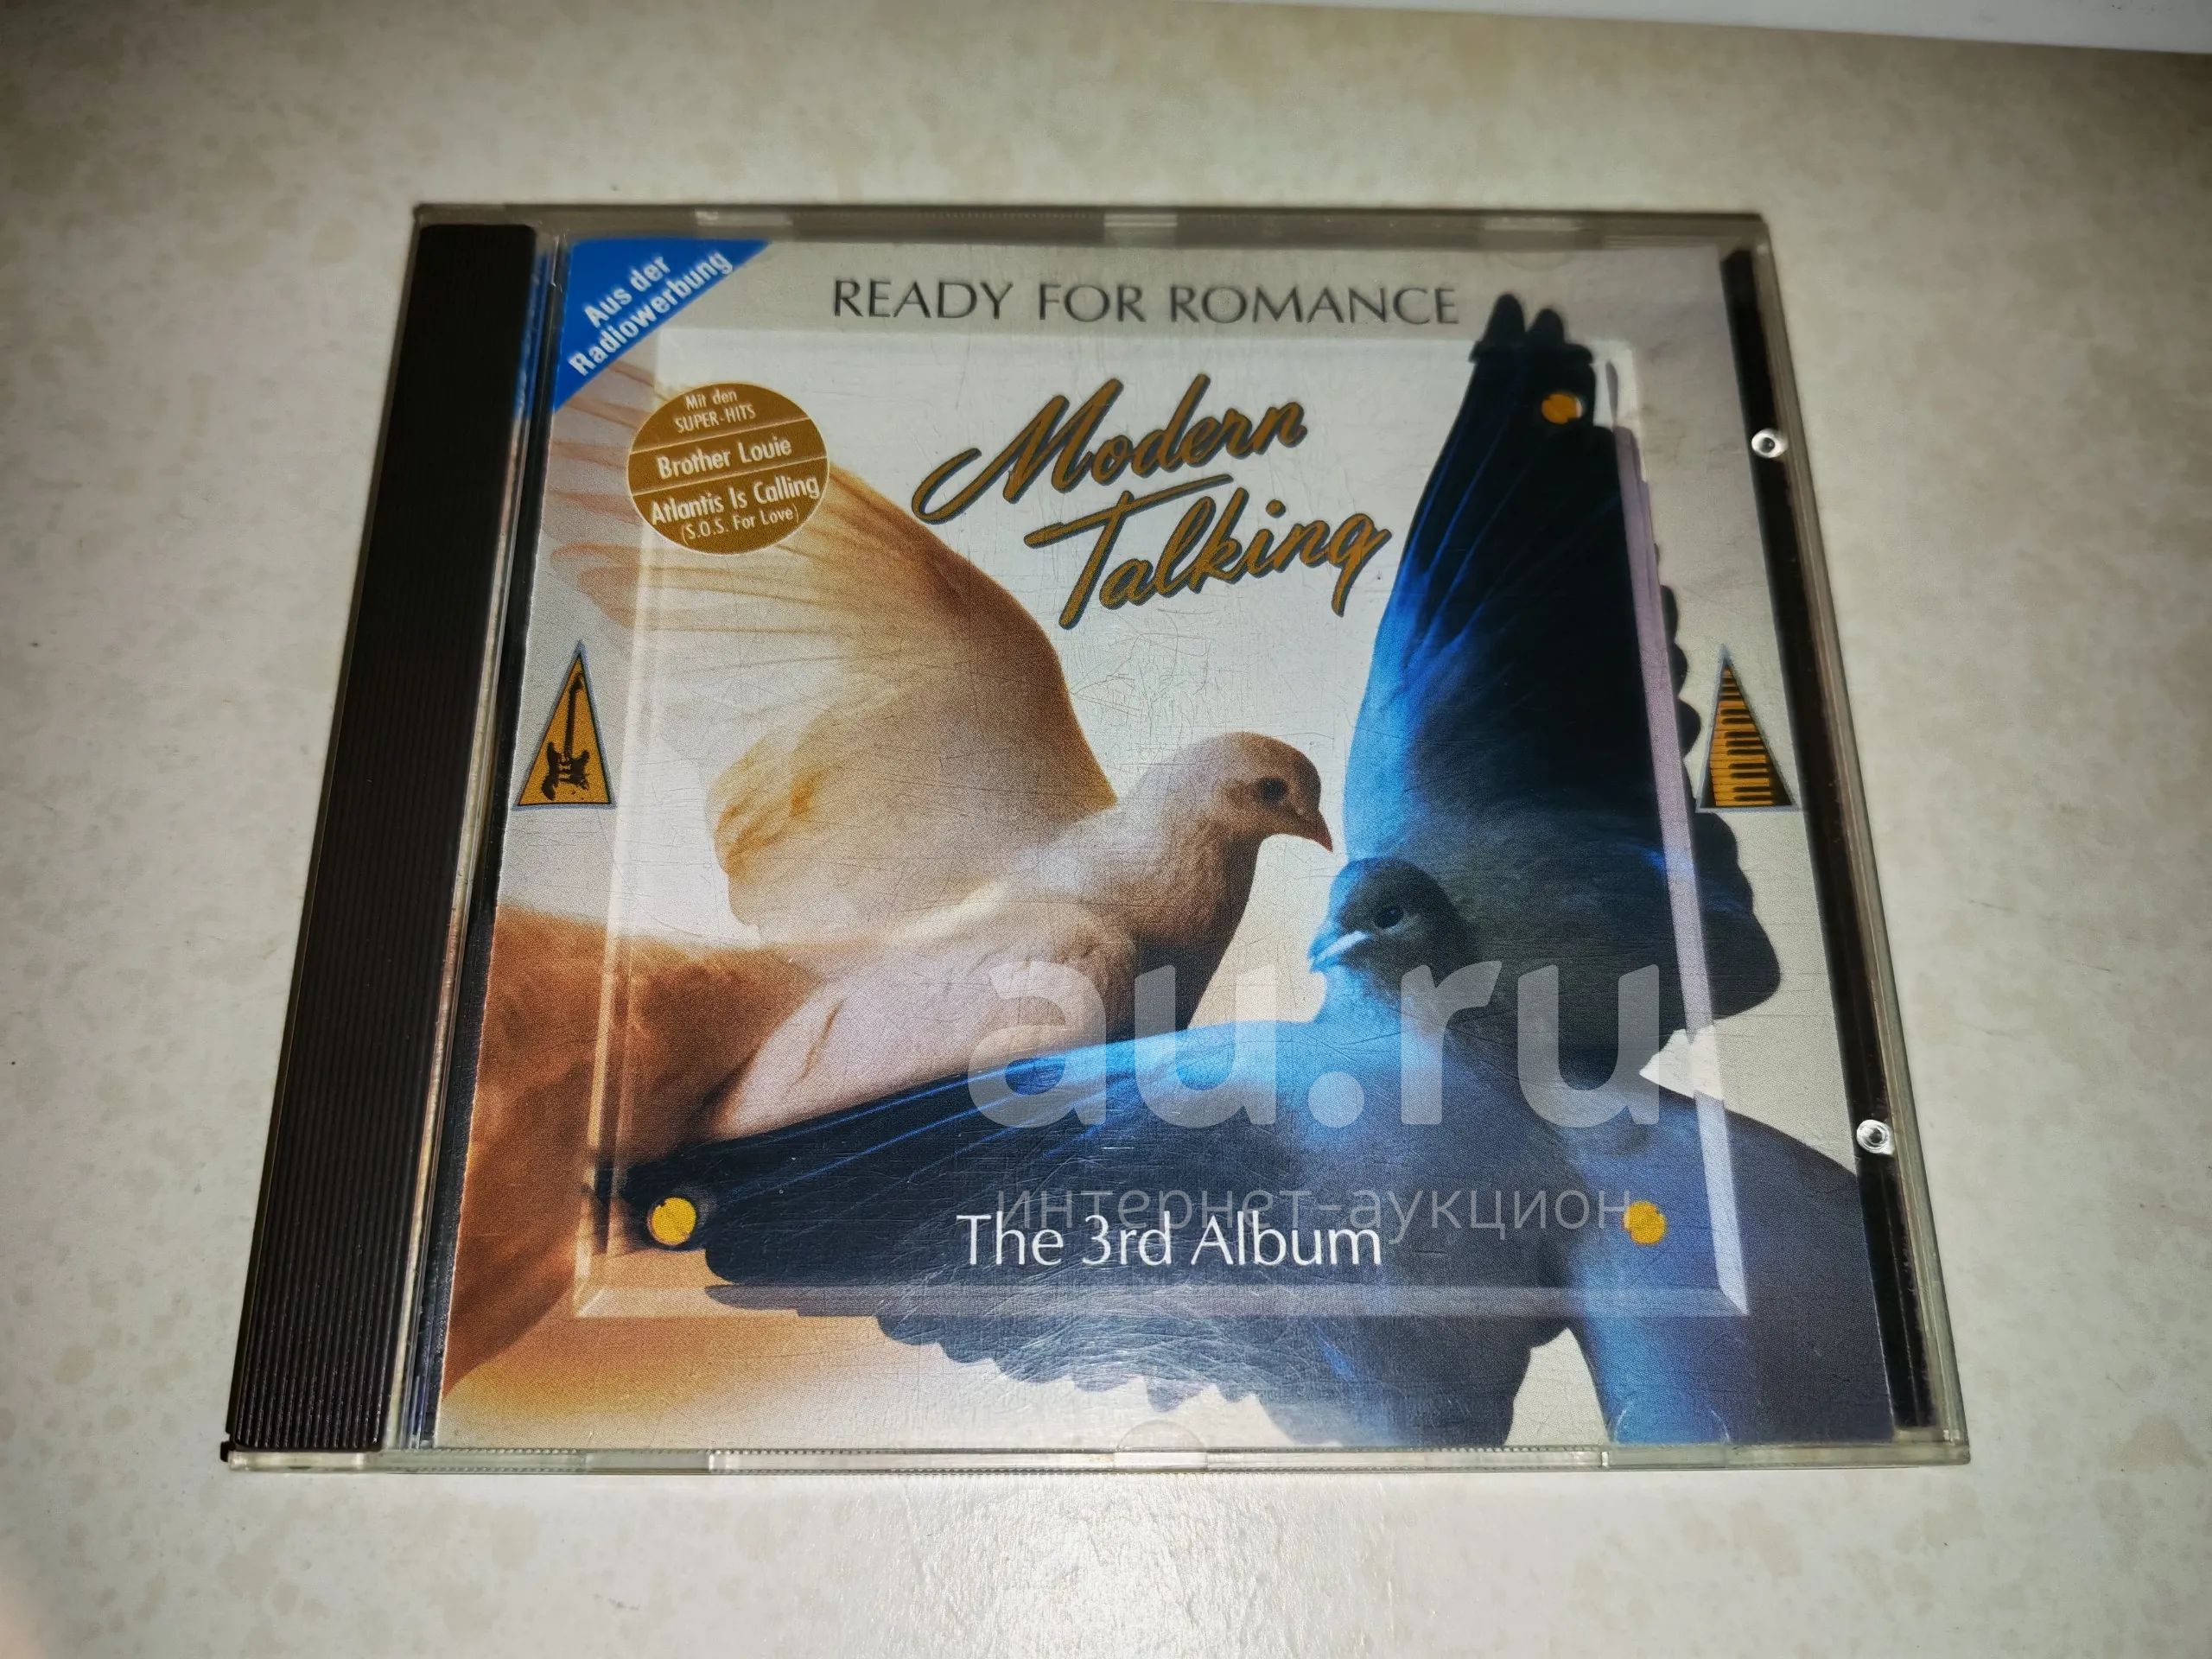 Aus der
Radiowerbung
READY FOR ROMANCE
Mit den
SUPER-HITS
Brother Louie
Atlantis Is Calling
(S.O.S. For Love)
Modern
Talking
au.ru
интернет-аукцион
The 3rd Album